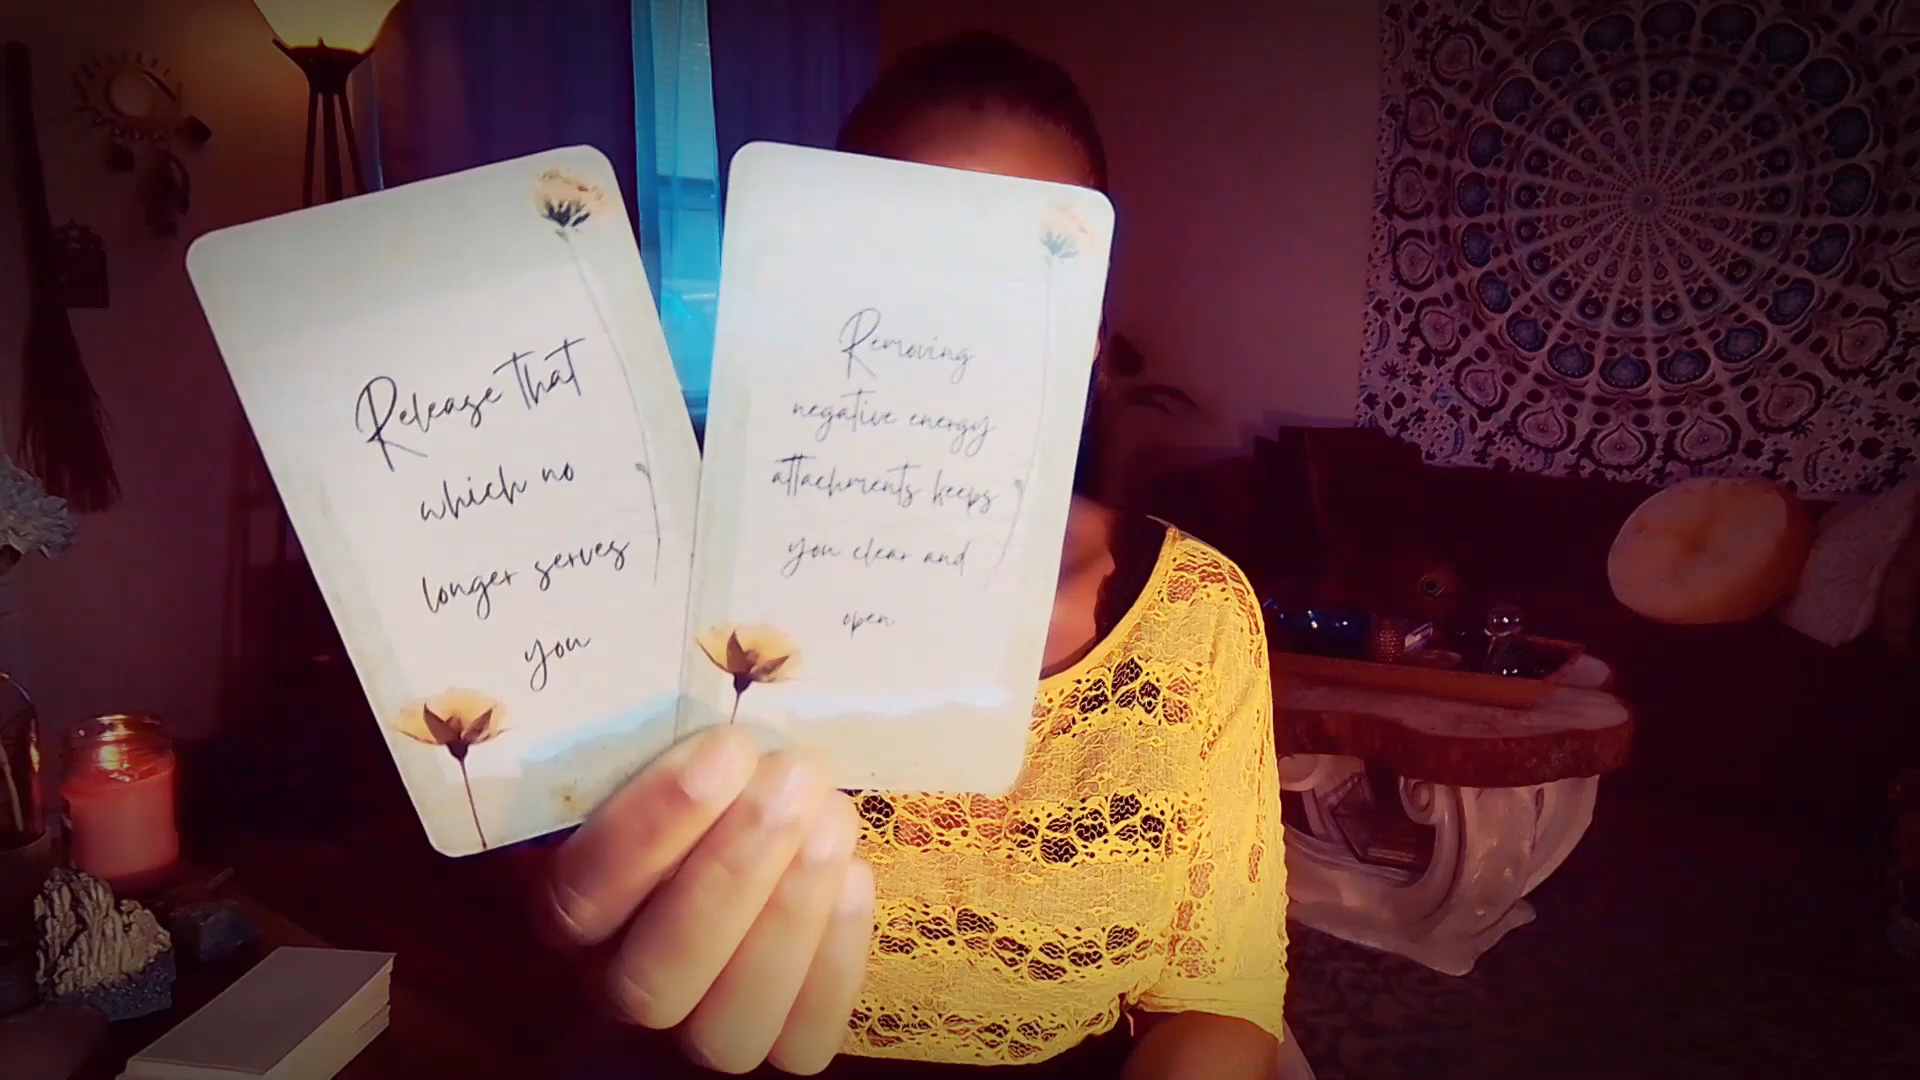 Release that
which no
longer serves
you
Removing
negative energy
attachments keeps
you clear and
open